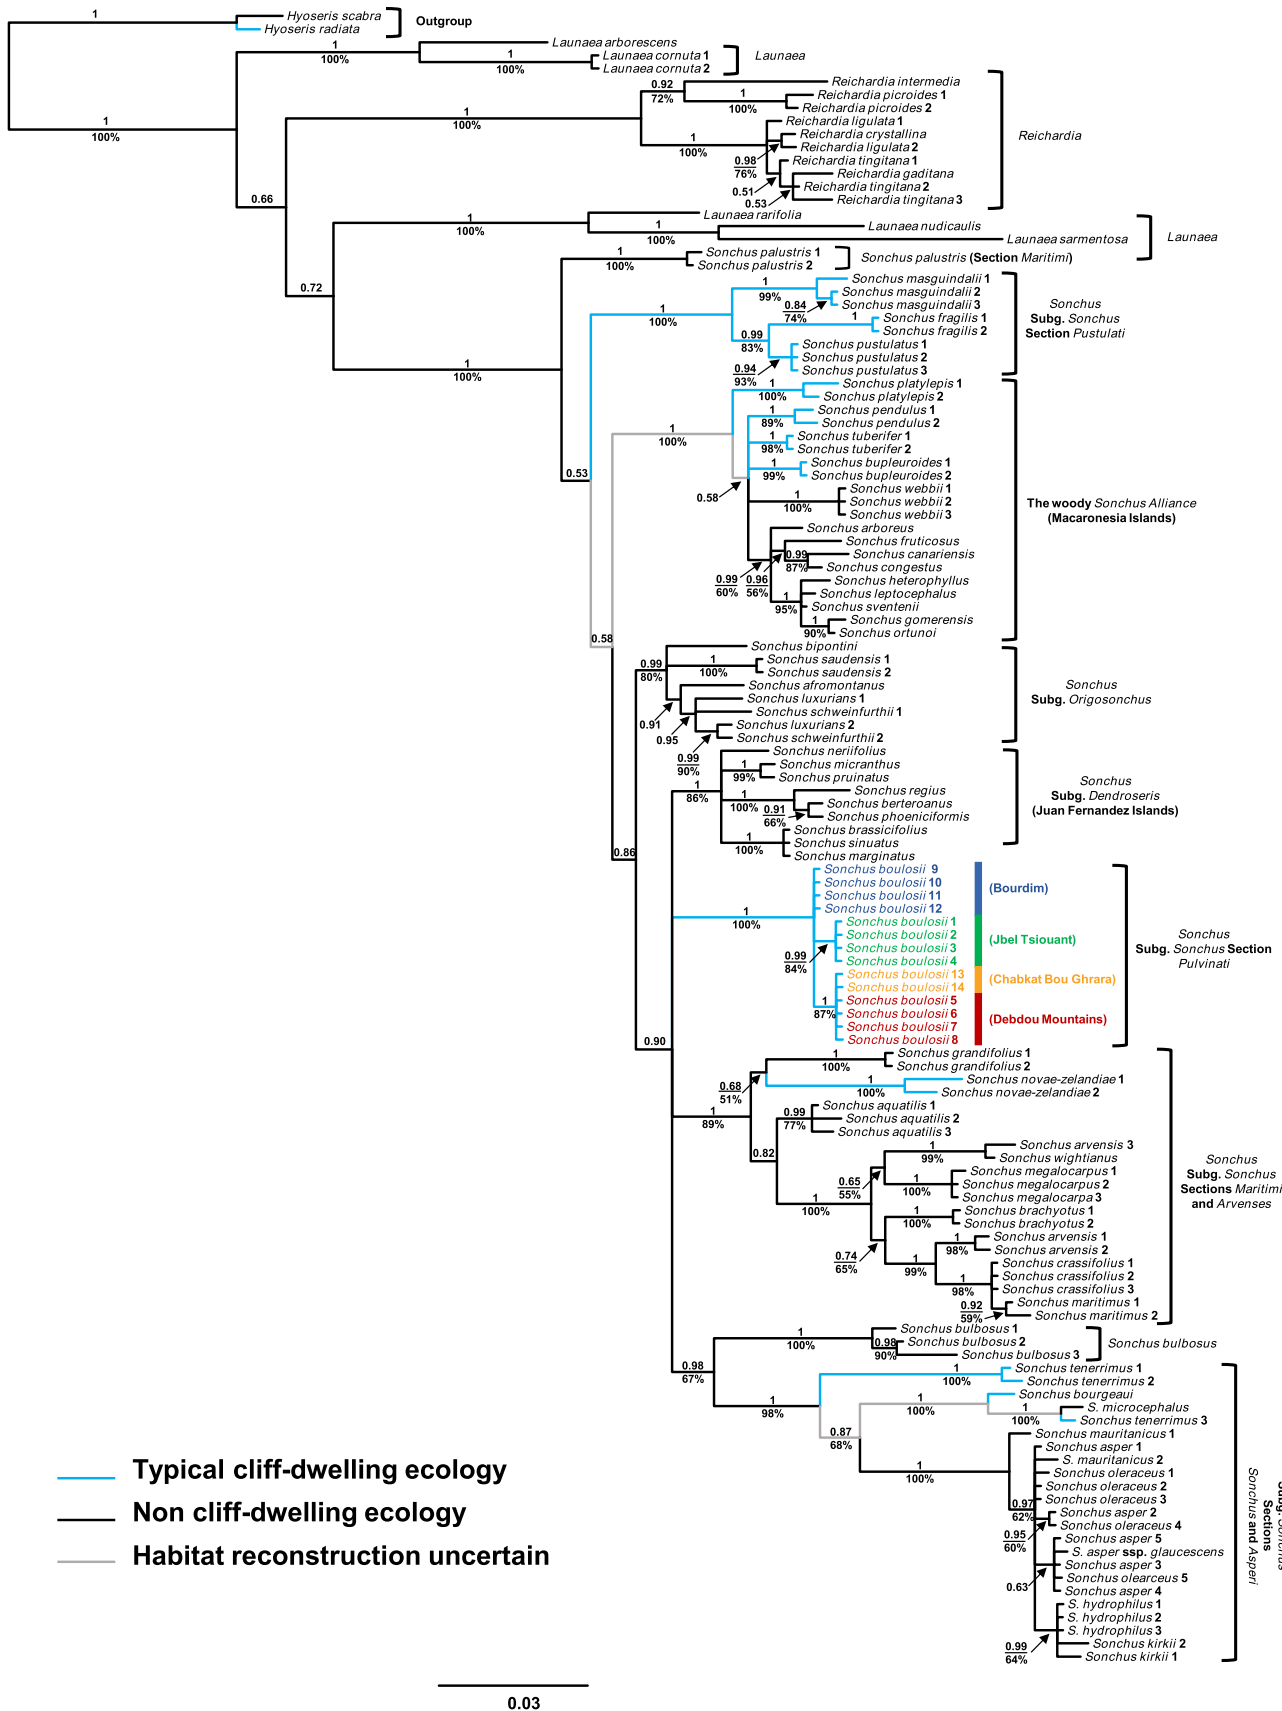 1
Hyoseris scabra
Hyoseris radiata
Outgroup
1
100%
1
100%
Launaea arborescens
1
100%
Launaea cornuta 1
Launaea cornuta 2
Launaea
0.66
1
100%
0.92
72%
Reichardia intermedia
1
100%
Reichardia picroides 1
Reichardia picroides 2
1
100%
Reichardia ligulata 1
Reichardia crystallina
Reichardia ligulata 2
0.98
76%
Reichardia tingitana 1
Reichardia gaditana
0.51
Reichardia tingitana 2
0.53
Reichardia tingitana 3
Reichardia
0.72
1
100%
Launaea rarifolia
1
100%
Launaea nudicaulis
Launaea sarmentosa
Launaea
1
100%
1
100%
Sonchus palustris 1
Sonchus palustris 2
Sonchus palustris (Section Maritimi)
0.53
1
100%
1
99%
Sonchus masguindalii 1
Sonchus masguindalii 2
Sonchus masguindalii 3
0.84
74%
0.99
83%
1
Sonchus fragilis 1
Sonchus fragilis 2
Sonchus pustulatus 1
Sonchus pustulatus 2
Sonchus pustulatus 3
0.94
93%
Sonchus
Subg. Sonchus
Section Pustulati
0.58
1
100%
1
100%
Sonchus platylepis 1
Sonchus platylepis 2
1
89%
Sonchus pendulus 1
Sonchus pendulus 2
1
98%
Sonchus tuberifer 1
Sonchus tuberifer 2
1
99%
Sonchus bupleuroides 1
Sonchus bupleuroides 2
0.58
1
100%
Sonchus webbii 1
Sonchus webbii 2
Sonchus webbii 3
Sonchus arboreus
Sonchus fruticosus
0.99
87%
Sonchus canariensis
Sonchus congestus
0.99
60%
0.96
56%
1
95%
Sonchus heterophyllus
Sonchus leptocephalus
Sonchus sventenii
1
90%
Sonchus gomerensis
Sonchus ortunoi
The woody Sonchus Alliance
(Macaronesia Islands)
0.86
0.99
80%
Sonchus bipontini
1
100%
Sonchus saudensis 1
Sonchus saudensis 2
Sonchus afromontanus
0.91
Sonchus luxurians 1
0.95
Sonchus schweinfurthii 1
Sonchus luxurians 2
Sonchus schweinfurthii 2
0.99
90%
Sonchus
Subg. Origosonchus
0.90
1
86%
Sonchus neriifolius
1
99%
Sonchus micranthus
Sonchus pruinatus
1
100%
Sonchus regius
0.91
66%
Sonchus berteroanus
Sonchus phoeniciformis
1
100%
Sonchus brassicifolius
Sonchus sinuatus
Sonchus marginatus
Sonchus
Subg. Dendroseris
(Juan Fernandez Islands)
1
100%
Sonchus boulosii 9
Sonchus boulosii 10
Sonchus boulosii 11
Sonchus boulosii 12
(Bourdim)
0.99
84%
Sonchus boulosii 1
Sonchus boulosii 2
Sonchus boulosii 3
Sonchus boulosii 4
(Jbel Tsiouant)
1
87%
Sonchus boulosii 13
Sonchus boulosii 14
(Chabkat Bou Ghrara)
Sonchus boulosii 5
Sonchus boulosii 6
Sonchus boulosii 7
Sonchus boulosii 8
(Debdou Mountains)
Sonchus
Subg. Sonchus Section
Pulvinati
1
89%
0.68
51%
1
100%
Sonchus grandifolius 1
Sonchus grandifolius 2
1
100%
Sonchus novae-zelandiae 1
Sonchus novae-zelandiae 2
0.82
0.99
77%
Sonchus aquatilis 1
Sonchus aquatilis 2
Sonchus aquatilis 3
1
100%
0.65
55%
1
99%
Sonchus arvensis 3
Sonchus wightianus
1
100%
Sonchus megalocarpus 1
Sonchus megalocarpus 2
Sonchus megalocarpa 3
0.74
65%
1
100%
Sonchus brachyotus 1
Sonchus brachyotus 2
1
99%
1
98%
Sonchus arvensis 1
Sonchus arvensis 2
1
98%
Sonchus crassifolius 1
Sonchus crassifolius 2
Sonchus crassifolius 3
0.92
59%
Sonchus maritimus 1
Sonchus maritimus 2
Sonchus
Subg. Sonchus
Sections Maritimi
and Arvenses
0.98
67%
1
100%
Sonchus bulbosus 1
0.98
90%
Sonchus bulbosus 2
Sonchus bulbosus 3
Sonchus bulbosus
1
98%
1
100%
Sonchus tenerrimus 1
Sonchus tenerrimus 2
0.87
68%
1
100%
Sonchus bourgeaui
1
100%
S. microcephalus
Sonchus tenerrimus 3
1
100%
Sonchus mauritanicus 1
0.97
62%
Sonchus asper 1
S. mauritanicus 2
Sonchus oleraceus 1
Sonchus oleraceus 2
Sonchus oleraceus 3
0.95
60%
Sonchus asper 2
Sonchus oleraceus 4
0.63
Sonchus asper 5
S. asper ssp. glaucescens
Sonchus asper 3
Sonchus olearceus 5
Sonchus asper 4
0.99
64%
S. hydrophilus 1
S. hydrophilus 2
S. hydrophilus 3
Sonchus kirkii 2
Sonchus kirkii 1
Sections
Sonchus and Asperi
Typical cliff-dwelling ecology
Non cliff-dwelling ecology
Habitat reconstruction uncertain
0.03